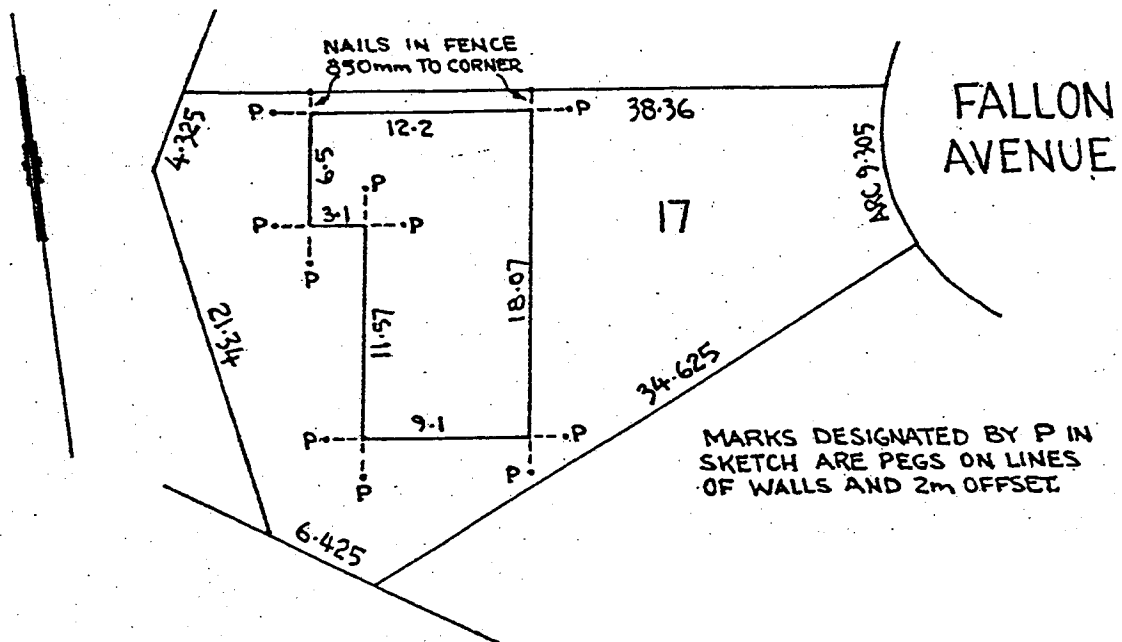 NAILS IN FENCE
850mm TO CORNER
FALLON
AVENUE
P
12.2
P
38.36
4.325
6.5
ARC 9.305
P
17
P
3.1
P
P
18.07
21.34
11.57
34.625
P
9.1
P
P
P
MARKS DESIGNATED BY P IN
SKETCH ARE PEGS ON LINES
OF WALLS AND 2m OFFSET.
6.425